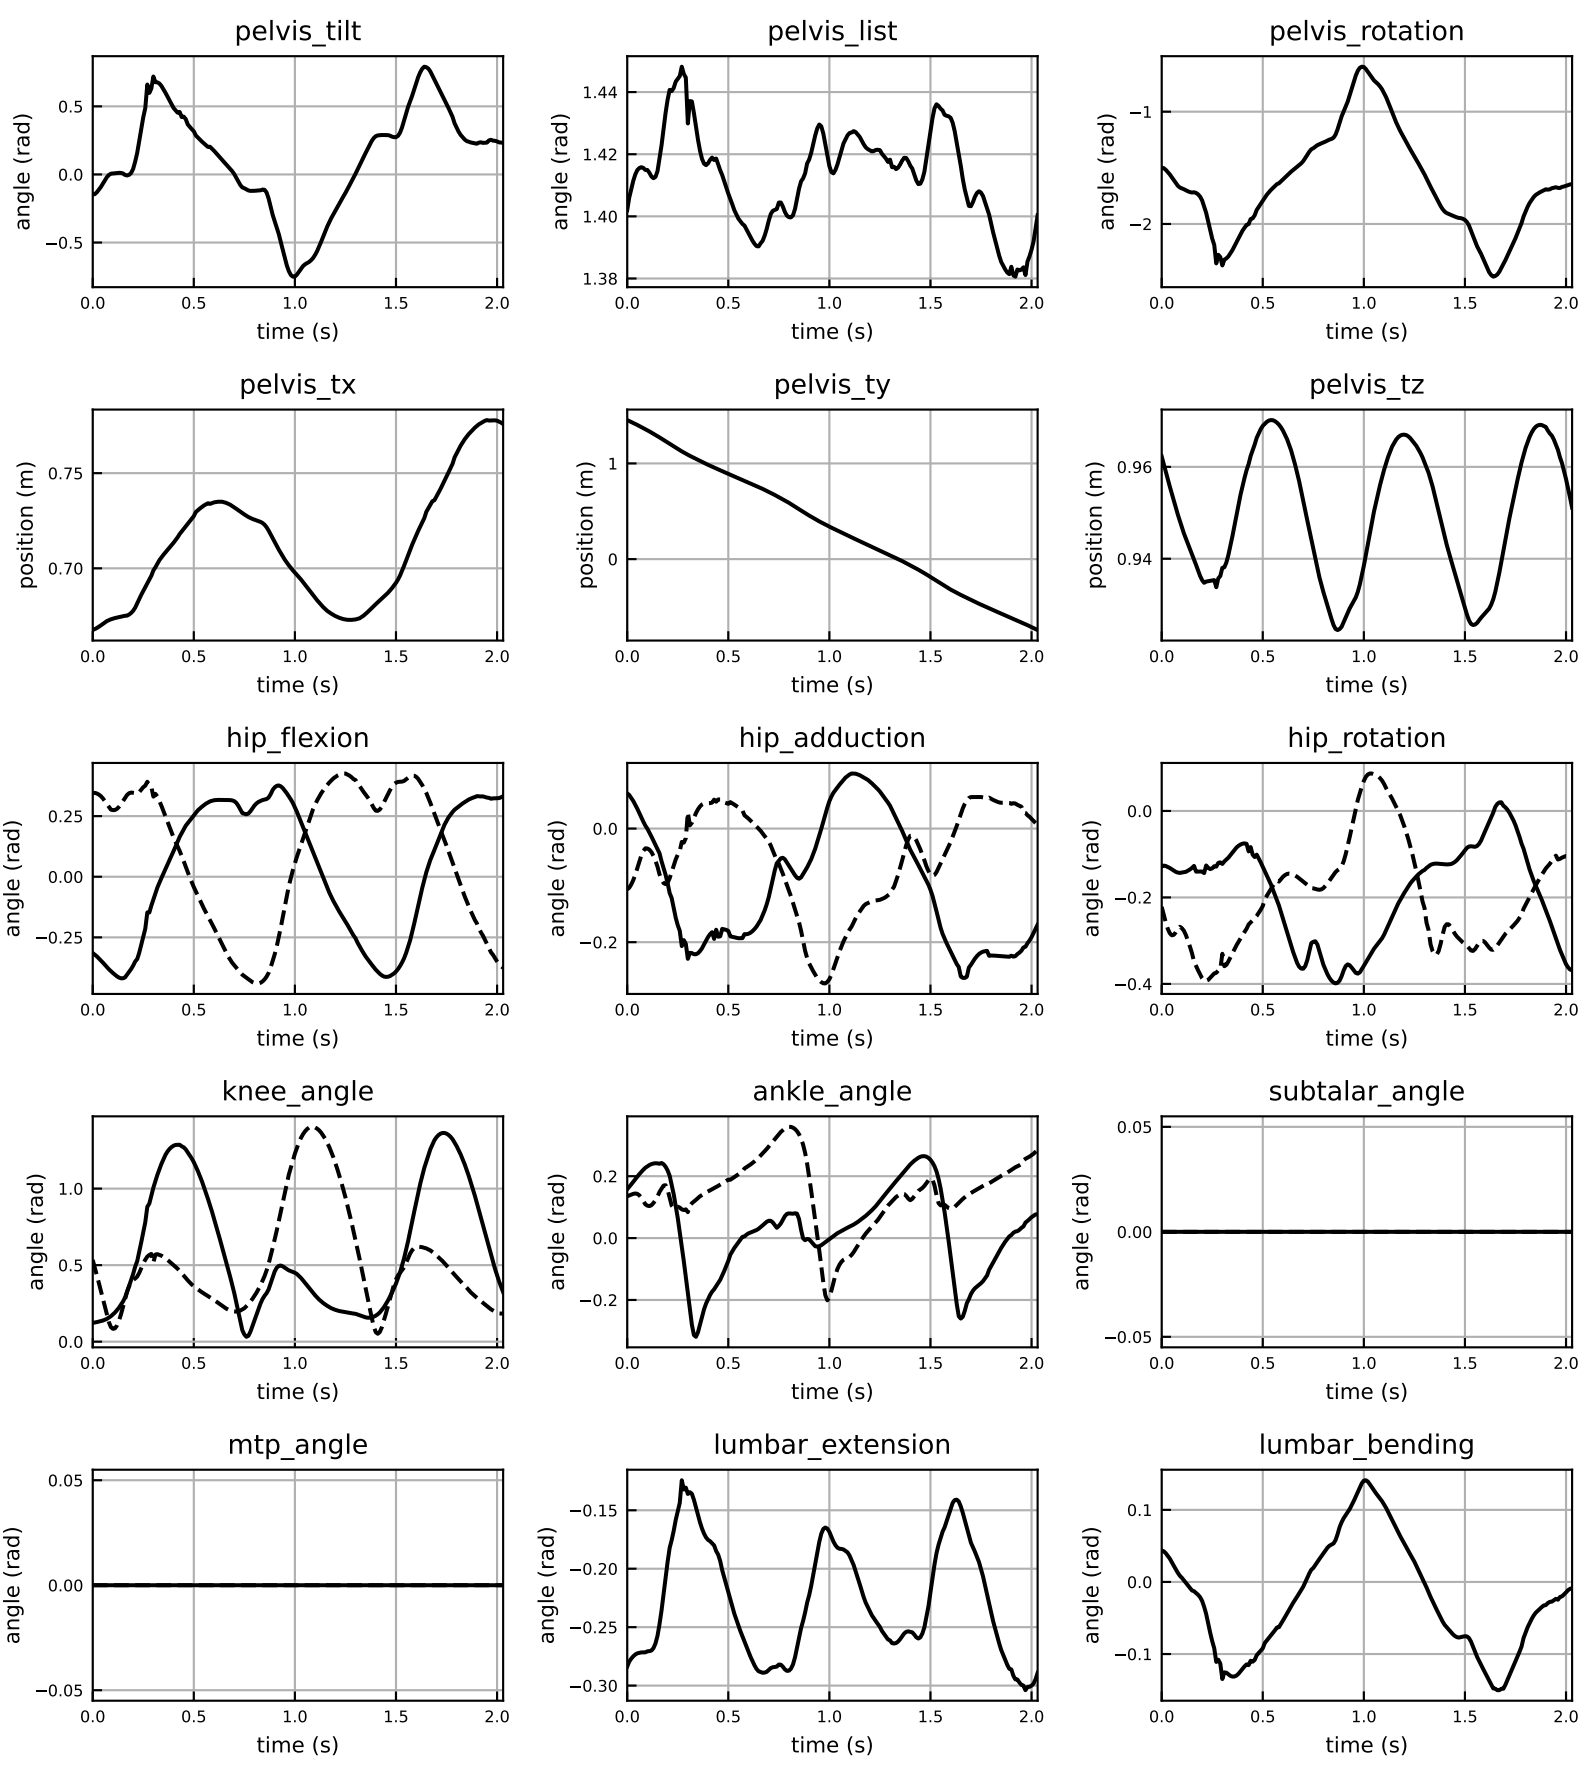 pelvis_tilt
angle (rad)
0.5
0.0
−0.5
0.0 0.5 1.0 1.5 2.0
time (s)
pelvis_list
angle (rad)
1.44
1.42
1.40
1.38
0.0 0.5 1.0 1.5 2.0
time (s)
pelvis_rotation
angle (rad)
−1
−2
0.0 0.5 1.0 1.5 2.0
time (s)
pelvis_tx
position (m)
0.75
0.70
0.0 0.5 1.0 1.5 2.0
time (s)
pelvis_ty
position (m)
1
0
0.0 0.5 1.0 1.5 2.0
time (s)
pelvis_tz
position (m)
0.96
0.94
0.0 0.5 1.0 1.5 2.0
time (s)
hip_flexion
angle (rad)
0.25
0.00
−0.25
0.0 0.5 1.0 1.5 2.0
time (s)
hip_adduction
angle (rad)
0.0
−0.2
0.0 0.5 1.0 1.5 2.0
time (s)
hip_rotation
angle (rad)
0.0
−0.2
−0.4
0.0 0.5 1.0 1.5 2.0
time (s)
knee_angle
angle (rad)
1.0
0.5
0.0
0.0 0.5 1.0 1.5 2.0
time (s)
ankle_angle
angle (rad)
0.2
0.0
−0.2
0.0 0.5 1.0 1.5 2.0
time (s)
subtalar_angle
angle (rad)
0.05
0.00
−0.05
0.0 0.5 1.0 1.5 2.0
time (s)
mtp_angle
angle (rad)
0.05
0.00
−0.05
0.0 0.5 1.0 1.5 2.0
time (s)
lumbar_extension
angle (rad)
−0.15
−0.20
−0.25
−0.30
0.0 0.5 1.0 1.5 2.0
time (s)
lumbar_bending
angle (rad)
0.1
0.0
−0.1
0.0 0.5 1.0 1.5 2.0
time (s)